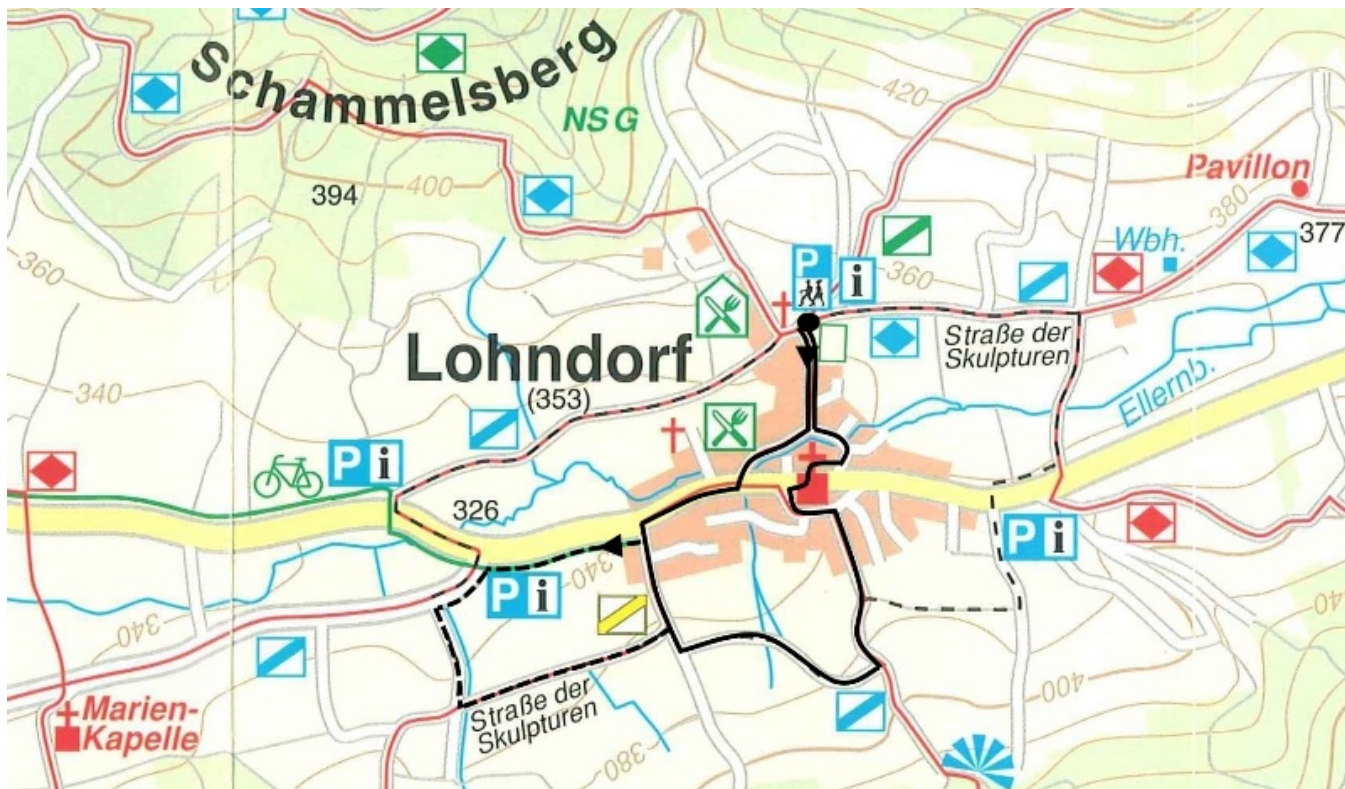 Schammelsberg
NSG
420
394
400
Pavillon
380
377
Wbh.
360
360
P
i
Straße der
Skulpturen
Lohndorf
(353)
340
Ellernb.
P i
326
P i
340
P i
340
40
400
Marien-
Kapelle
Straße der
Skulpturen
380